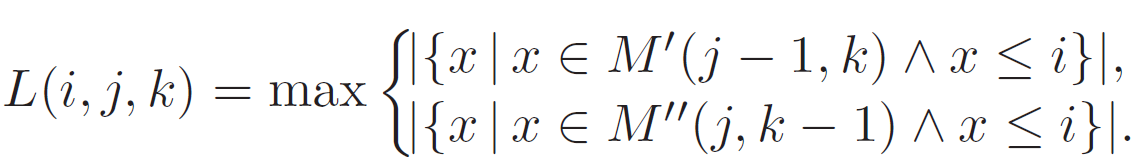 L(i, j, k) = max { |{x | x ∈ M′(j − 1, k) ∧ x ≤ i}|,
|{x | x ∈ M″(j, k − 1) ∧ x ≤ i}|.